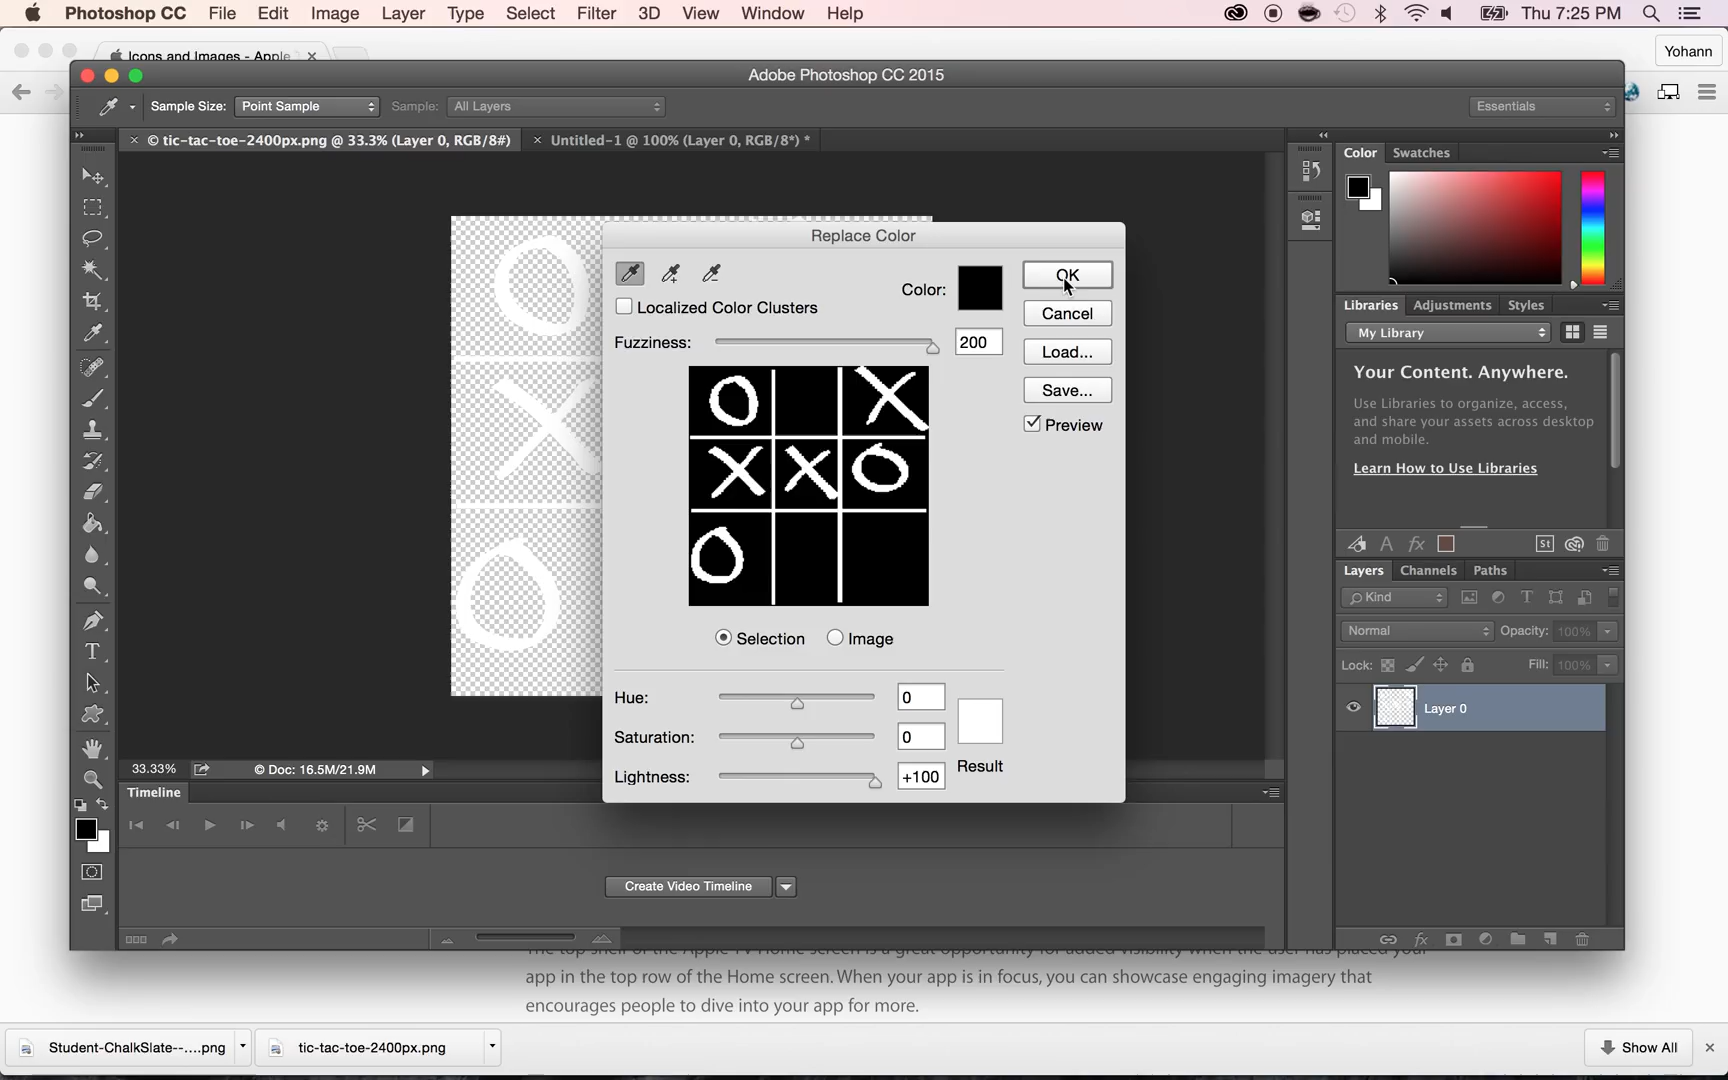 Photoshop CC File Edit Image Layer Type Select Filter 3D View Window Help Thu 7:25 PM
Icons and Images - Apple
Yohann
Adobe Photoshop CC 2015
Sample Size: Point Sample Sample: All Layers Essentials
© tic-tac-toe-2400px.png @ 33.3% (Layer 0, RGB/8#) Untitled-1 @ 100% (Layer 0, RGB/8*) *
Color Swatches
Replace Color
OK
Color:
Localized Color Clusters
Cancel
Fuzziness: 200
Load...
Save...
Preview
Selection Image
Hue: 0
Saturation: 0
Result
Lightness: +100
Libraries Adjustments Styles
My Library
Your Content. Anywhere.
Use Libraries to organize, access,
and share your assets across desktop
and mobile.
Learn How to Use Libraries
A fx St
Layers Channels Paths
Kind T
Normal Opacity: 100%
Lock: Fill: 100%
Layer 0
T
33.33% © Doc: 16.5M/21.9M
Timeline
Create Video Timeline
fx
The top shelf of the Apple TV Home screen is a great opportunity for added visibility when the user has placed your
app in the top row of the Home screen. When your app is in focus, you can showcase engaging imagery that
encourages people to dive into your app for more.
Student-ChalkSlate--....png tic-tac-toe-2400px.png Show All